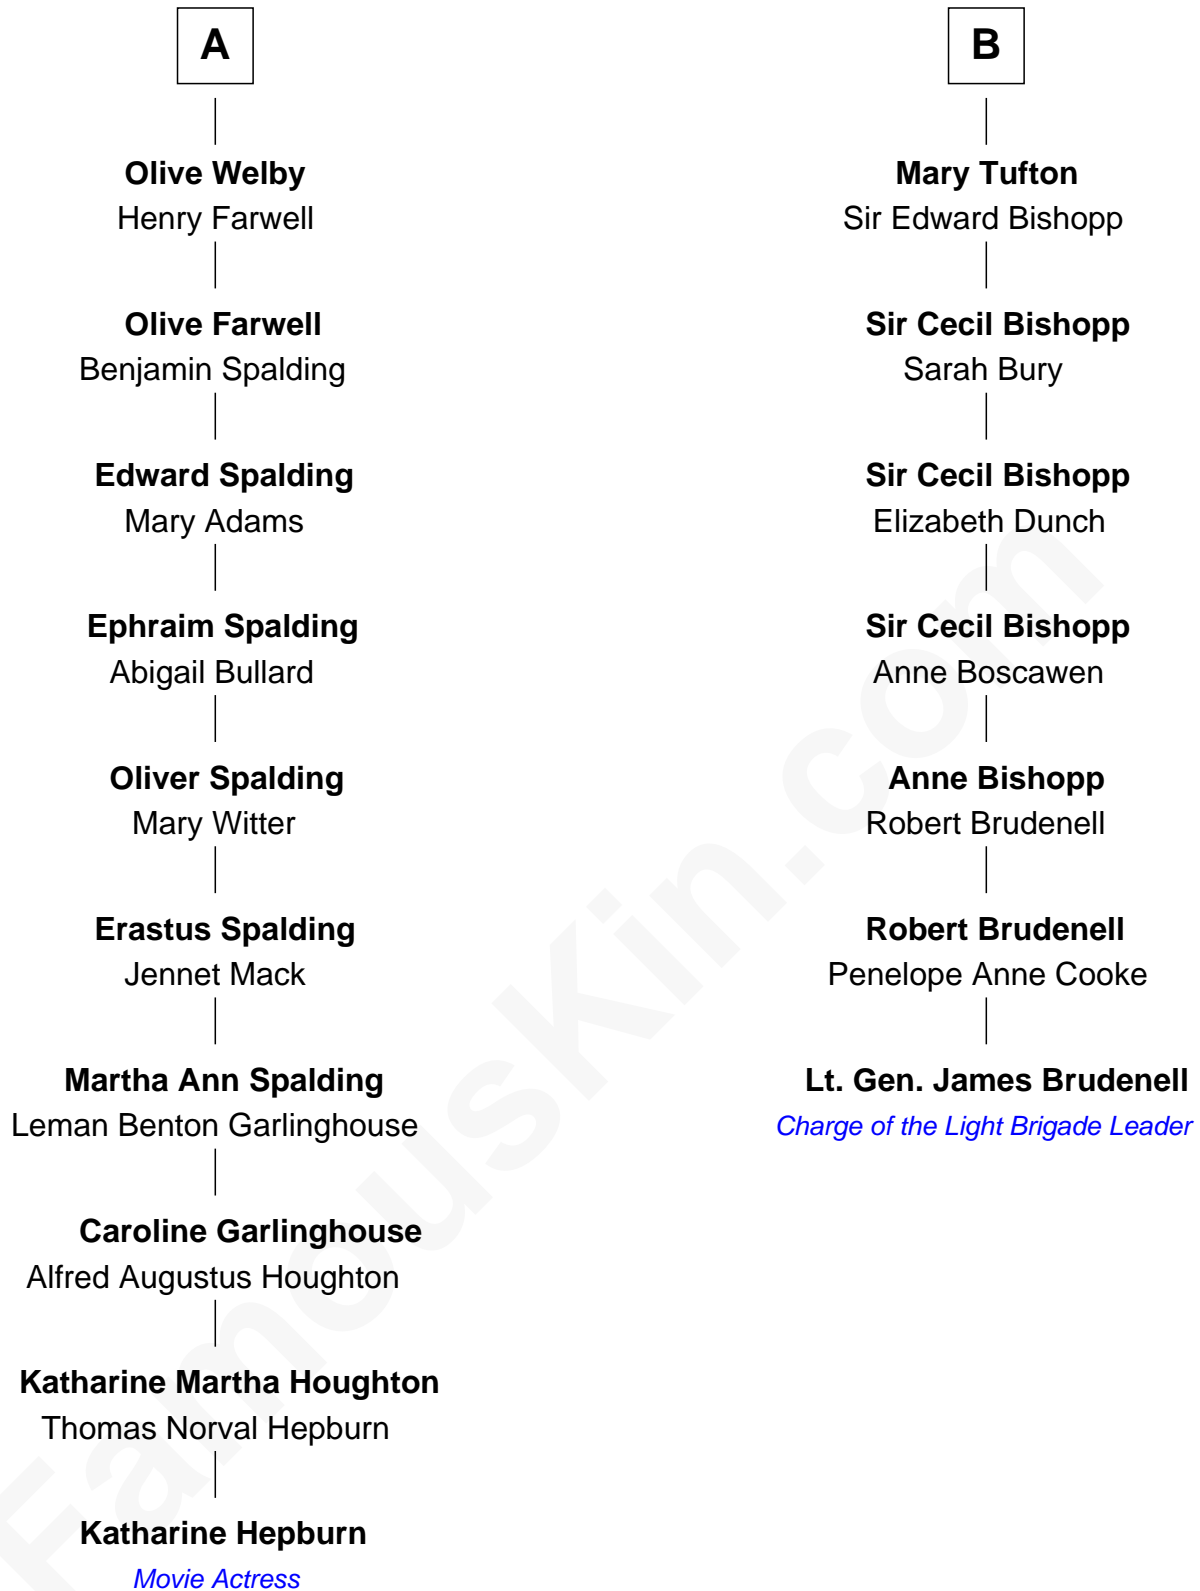 A
Olive Welby
Henry Farwell
Olive Farwell
Benjamin Spalding
Edward Spalding
Mary Adams
Ephraim Spalding
Abigail Bullard
Oliver Spalding
Mary Witter
Erastus Spalding
Jennet Mack
Martha Ann Spalding
Leman Benton Garlinghouse
Caroline Garlinghouse
Alfred Augustus Houghton
Katharine Martha Houghton
Thomas Norval Hepburn
Katharine Hepburn
Movie Actress
B
Mary Tufton
Sir Edward Bishopp
Sir Cecil Bishopp
Sarah Bury
Sir Cecil Bishopp
Elizabeth Dunch
Sir Cecil Bishopp
Anne Boscawen
Anne Bishopp
Robert Brudenell
Robert Brudenell
Penelope Anne Cooke
Lt. Gen. James Brudenell
Charge of the Light Brigade Leader
FamousKin.com